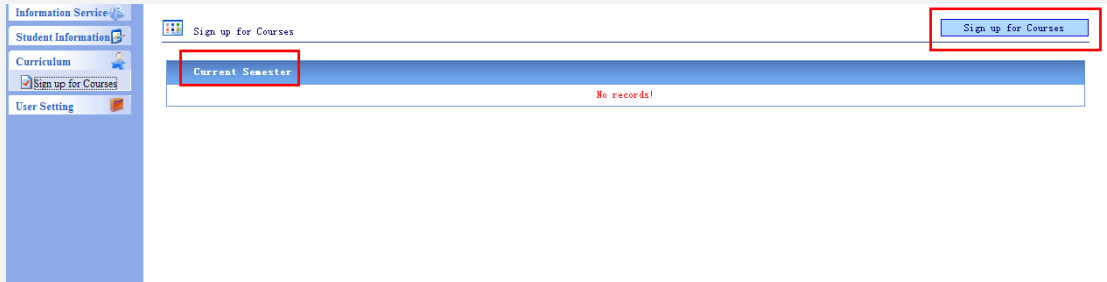 Information Service
Student Information
Curriculum
Sign up for Courses
User Setting
Sign up for Courses
Sign up for Courses
Current Semester
No records!